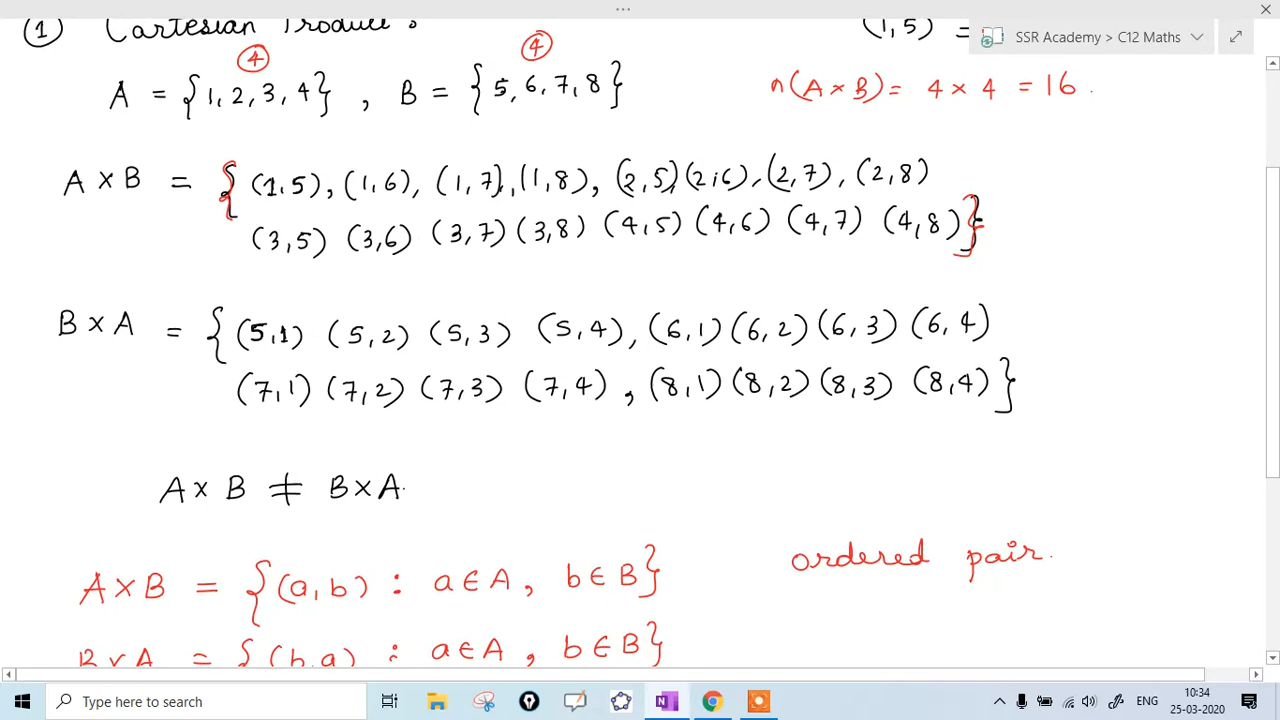 ① Cartesian Produc :
(1,5) =
SSR Academy > C12 Maths
④ ④
A = {1, 2, 3, 4} , B = {5, 6, 7, 8}
n(A × B) = 4 × 4 = 16 .
A × B = {(1,5), (1,6), (1,7), (1,8), (2,5), (2,6), (2,7), (2,8)
(3,5) (3,6) (3,7) (3,8) (4,5) (4,6) (4,7) (4,8)}
B × A = {(5,1) (5,2) (5,3) (5,4), (6,1) (6,2) (6,3) (6,4)
(7,1) (7,2) (7,3) (7,4) , (8,1) (8,2) (8,3) (8,4)}
A × B ≠ B × A.
ordered pair.
A × B = {(a, b) : a ∈ A , b ∈ B}
B × A = {(b,a) : a ∈ A , b ∈ B}
Type here to search
ENG
10:34
25-03-2020